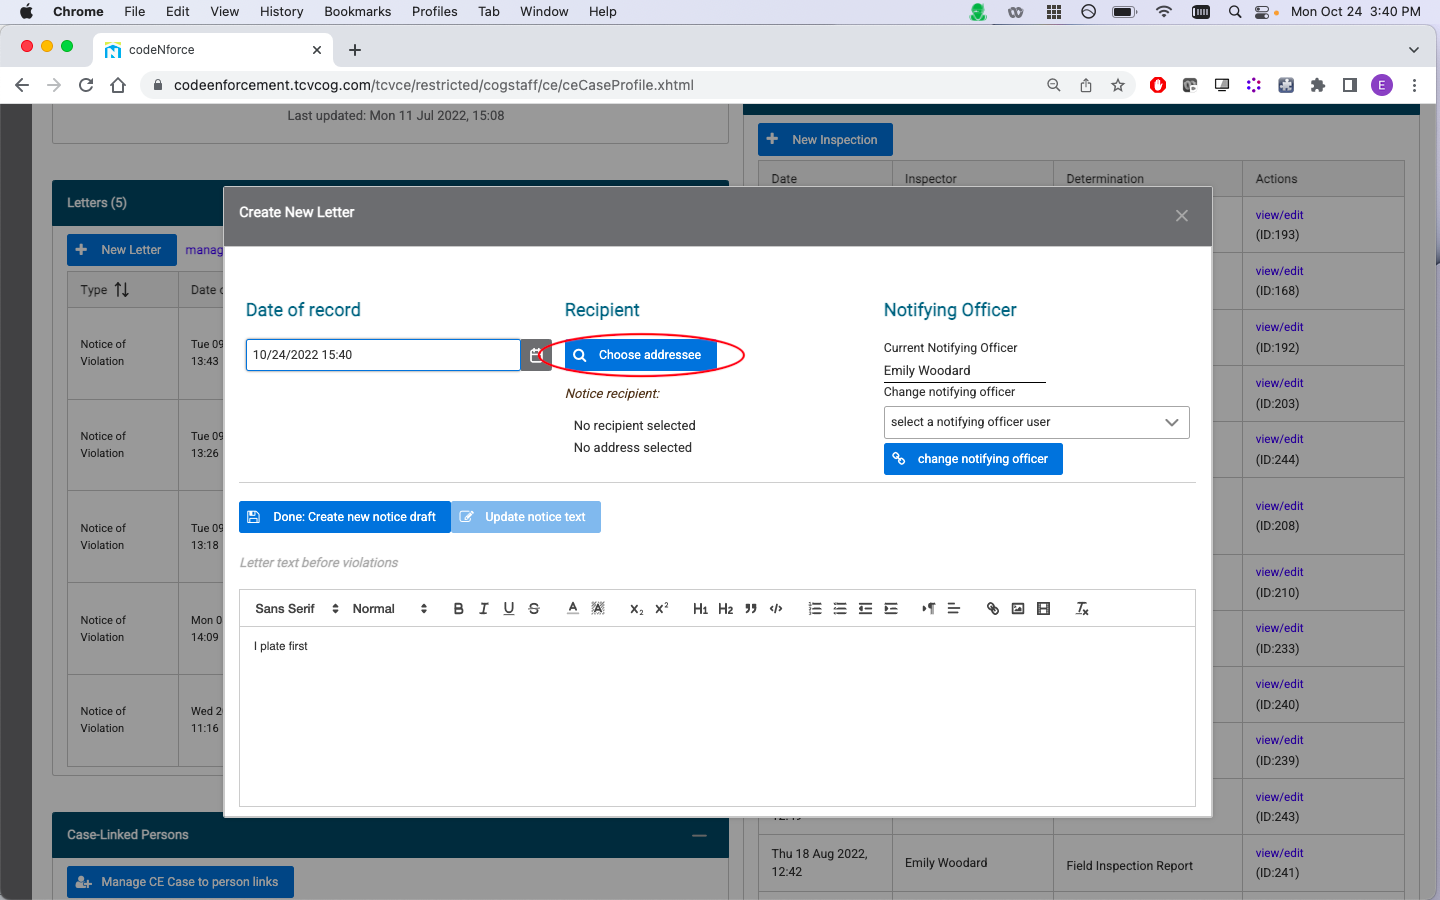 Chrome File Edit View History Bookmarks Profiles Tab Window Help Mon Oct 24 3:40 PM
codeNforce
codeenforcement.tcvcog.com/tcvce/restricted/cogstaff/ce/ceCaseProfile.xhtml
E
Last updated: Mon 11 Jul 2022, 15:08
Letters (5)
New Letter manag
Type Date
Notice of Violation
Tue 09
13:43
Notice of Violation
Tue 09
13:26
Notice of Violation
Tue 09
13:18
Notice of Violation
Mon 0
14:09
Notice of Violation
Wed 2
11:16
Case-Linked Persons
Manage CE Case to person links
Create New Letter
Date of record
10/24/2022 15:40
Recipient
Choose addressee
Notice recipient:
No recipient selected
No address selected
Notifying Officer
Current Notifying Officer
Emily Woodard
Change notifying officer
select a notifying officer user
change notifying officer
Done: Create new notice draft Update notice text
Letter text before violations
Sans Serif Normal B I U S A A X₂ X² H1 H2
I plate first
New Inspection
Date Inspector Determination Actions
view/edit
(ID:193)
view/edit
(ID:168)
view/edit
(ID:192)
view/edit
(ID:203)
view/edit
(ID:244)
view/edit
(ID:208)
view/edit
(ID:210)
view/edit
(ID:233)
view/edit
(ID:240)
view/edit
(ID:239)
view/edit
(ID:243)
Thu 18 Aug 2022,
12:42
Emily Woodard
Field Inspection Report
view/edit
(ID:241)